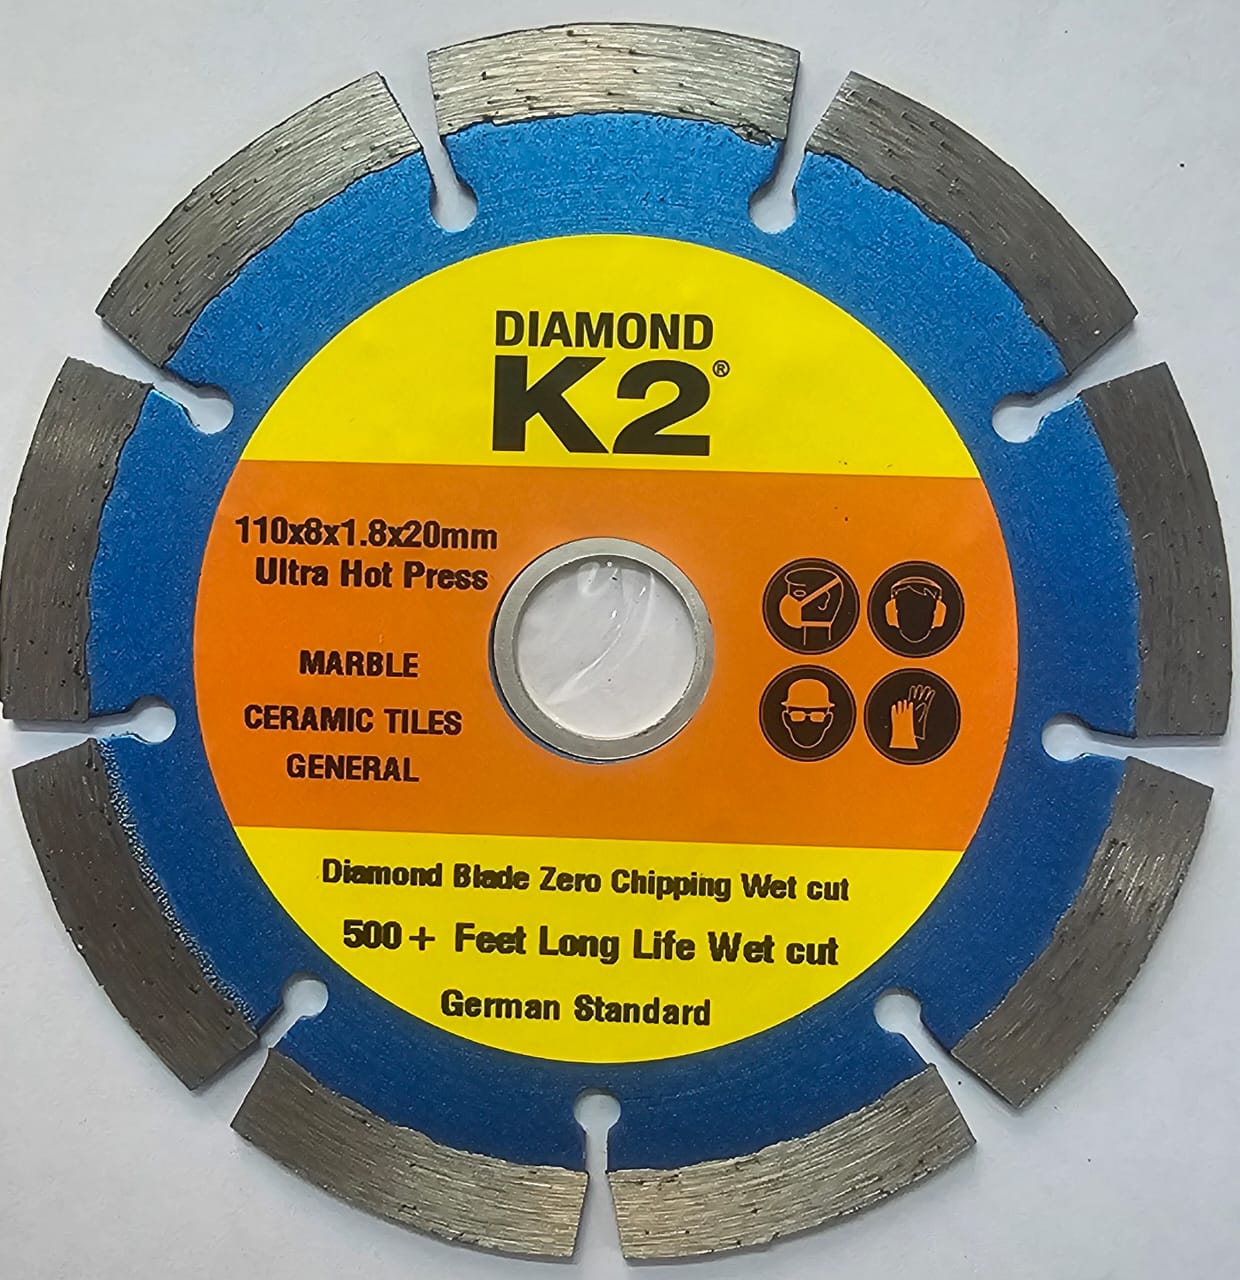 DIAMOND
K2®
110x8x1.8x20mm
Ultra Hot Press
MARBLE
CERAMIC TILES
GENERAL
Diamond Blade Zero Chipping Wet cut
500+ Feet Long Life Wet cut
German Standard